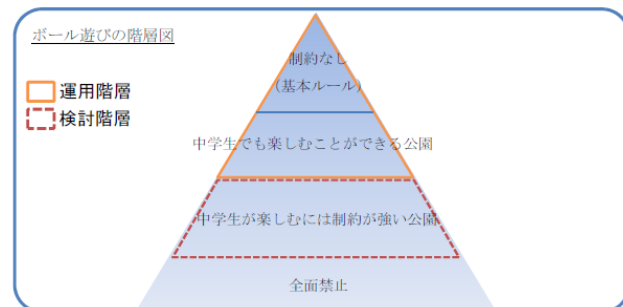 ボール遊びの階層図
運用階層
検討階層
制約なし
（基本ルール）
中学生でも楽しむことができる公園
中学生が楽しむには制約が強い公園
全面禁止